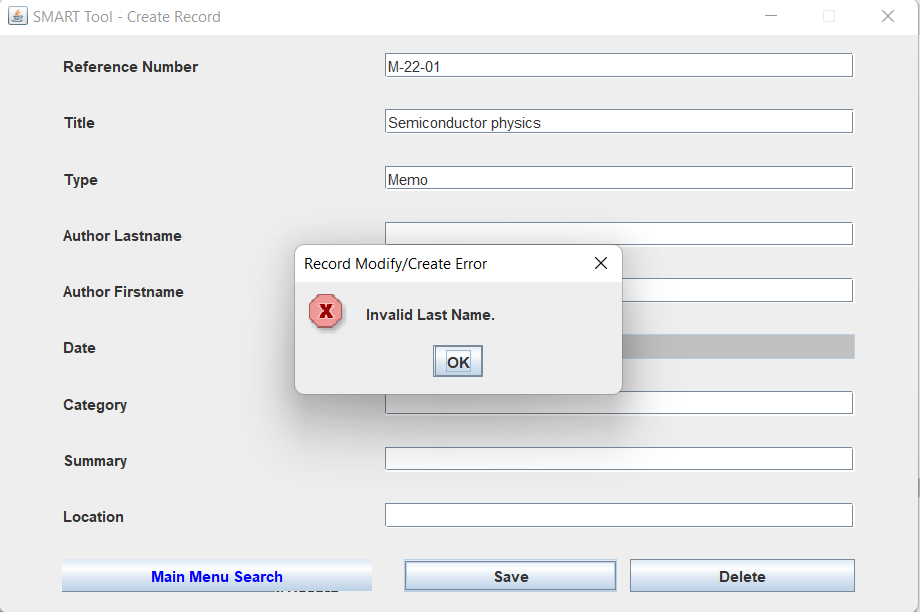 SMART Tool - Create Record
Reference Number M-22-01
Title Semiconductor physics
Type Memo
Author Lastname
Record Modify/Create Error
Author Firstname
X Invalid Last Name.
Date
OK
Category
Summary
Location
Main Menu Search Save Delete